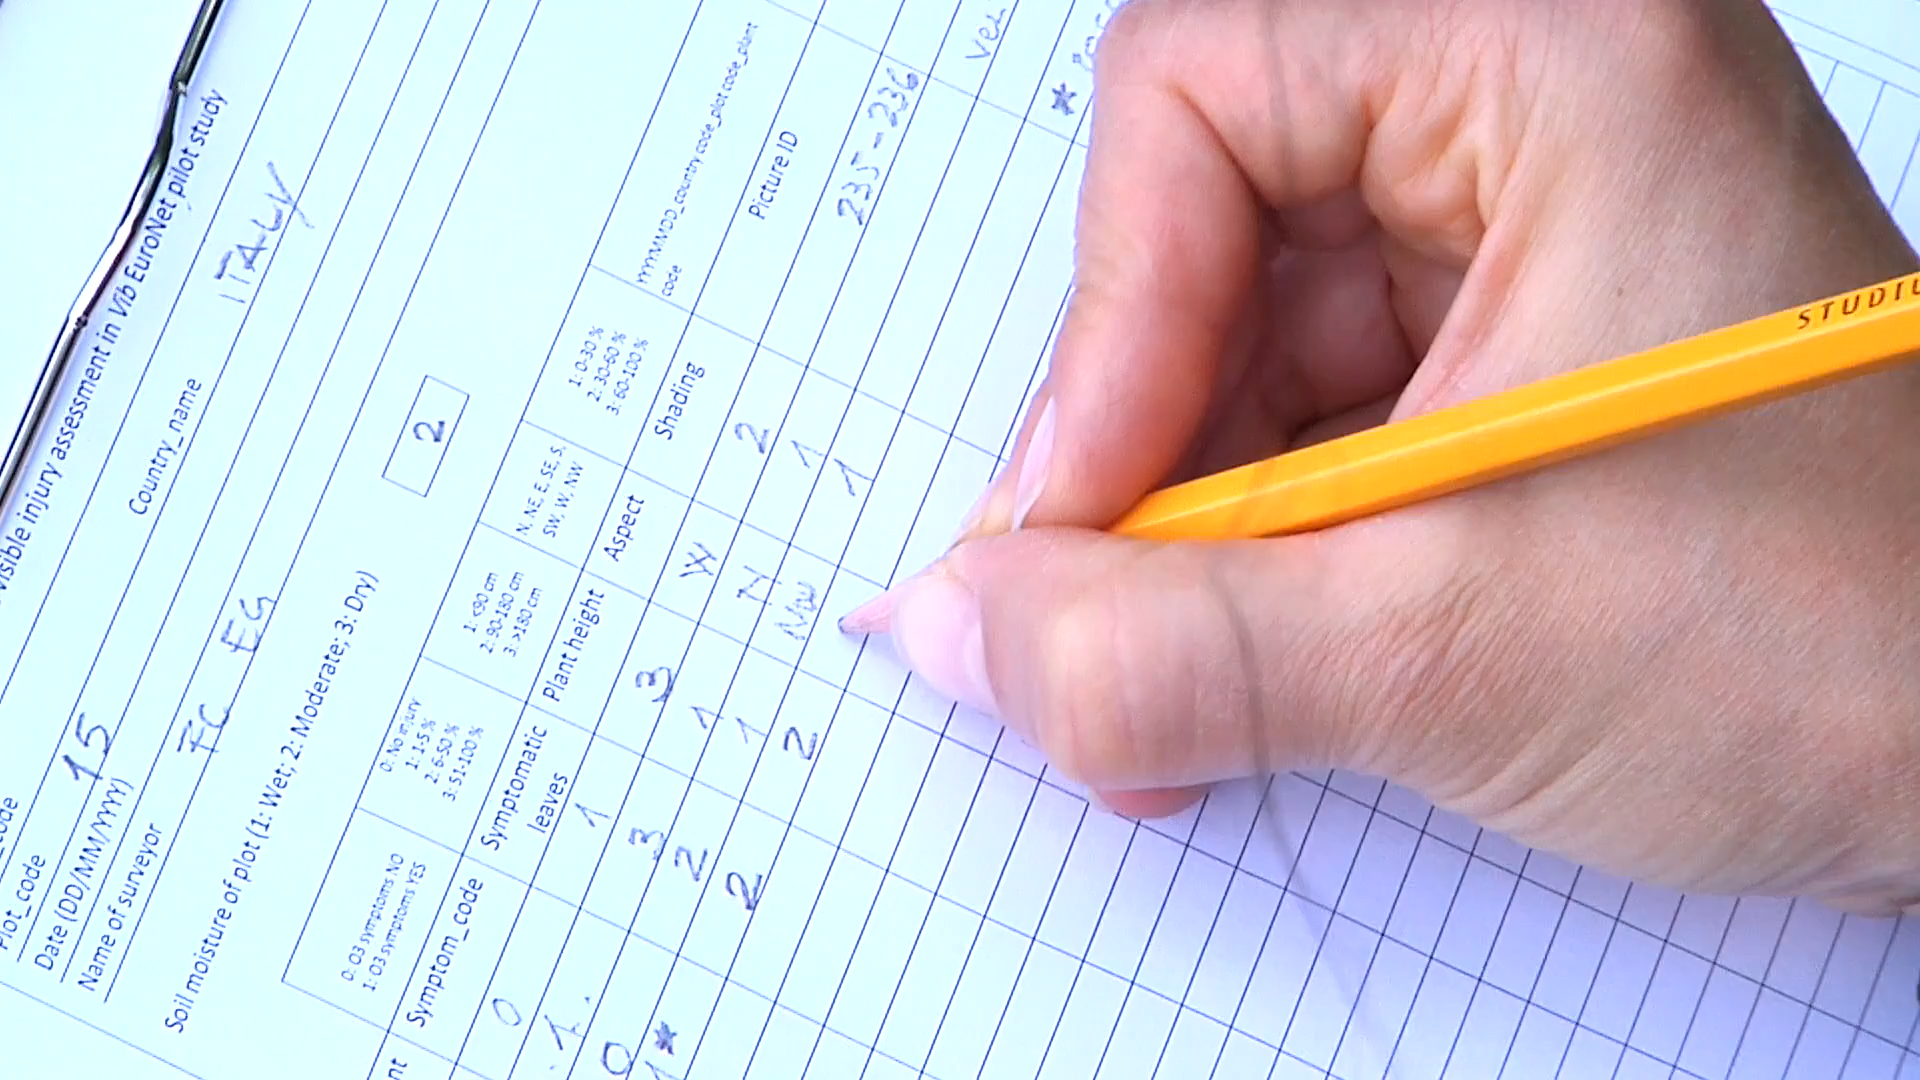 visible injury assessment in Vib EuroNet pilot study
Country_name ITALY
Plot_code 15
Date (DD/MM/YYYY)
Name of surveyor FC EG
Soil moisture of plot (1: Wet; 2: Moderate; 3: Dry) 2
0: O3 symptoms NO
1: O3 symptoms YES
0: No injury
1: 1-5 %
2: 6-50 %
3: 51-100 %
1: <90 cm
2: 90-180 cm
3: >180 cm
N, NE, E, SE, S,
SW, W, NW
1: 0-30 %
2: 30-60 %
3: 60-100 %
YYYYMMDD_country code_plot code_plant
code
Symptom_code Symptomatic leaves Plant height Aspect Shading Picture ID
0 1 3 W 2
1 3 1 N 1 235-236
0 2 1 NW 1
1* 2 2
STUDIU